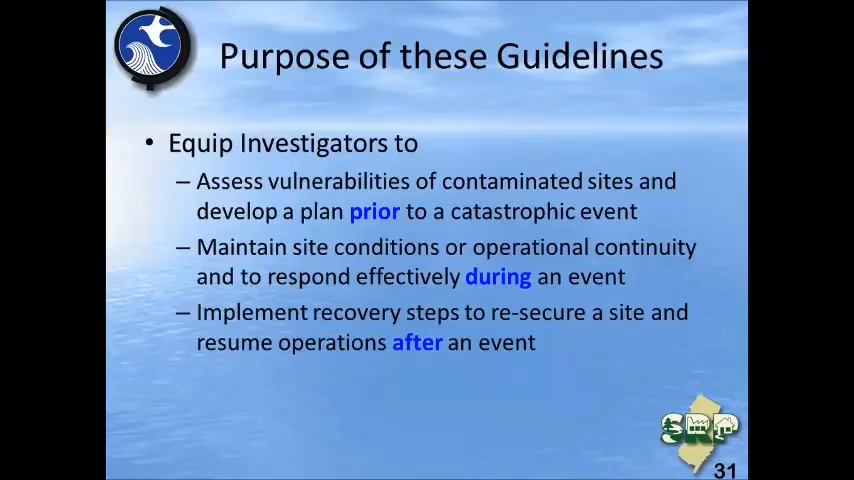 Purpose of these Guidelines
• Equip Investigators to
– Assess vulnerabilities of contaminated sites and
develop a plan prior to a catastrophic event
– Maintain site conditions or operational continuity
and to respond effectively during an event
– Implement recovery steps to re-secure a site and
resume operations after an event
SRP
31